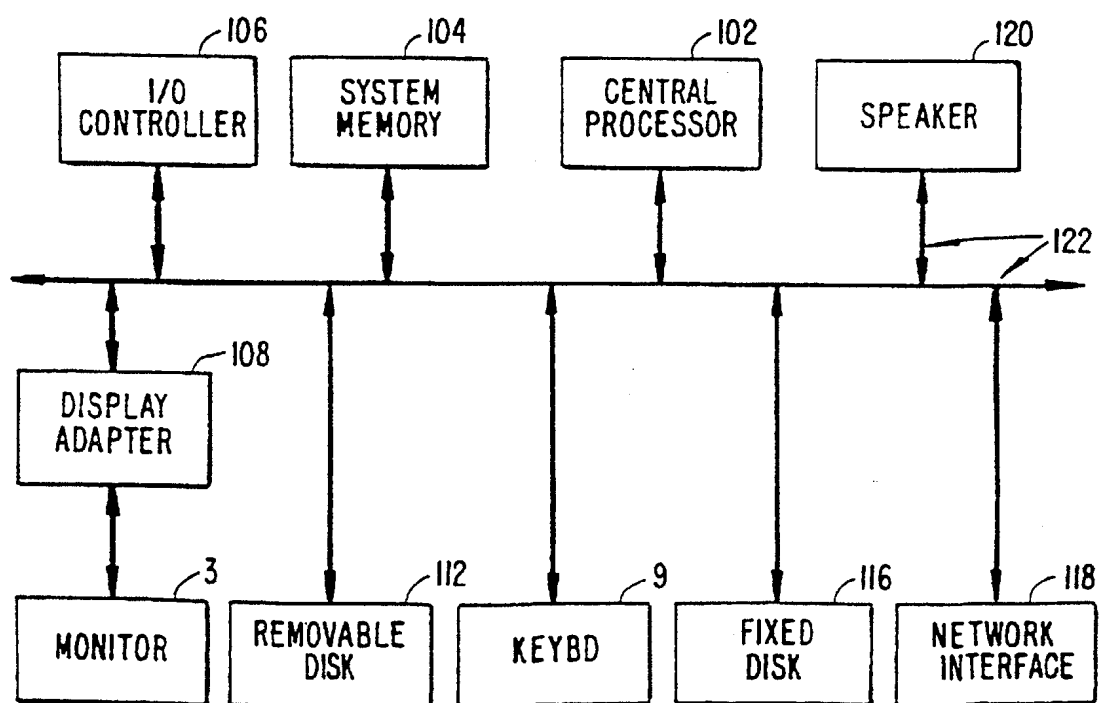 106
104
102
120
I/O
CONTROLLER
SYSTEM
MEMORY
CENTRAL
PROCESSOR
SPEAKER
122
108
DISPLAY
ADAPTER
3
112
9
116
118
MONITOR
REMOVABLE
DISK
KEYBD
FIXED
DISK
NETWORK
INTERFACE